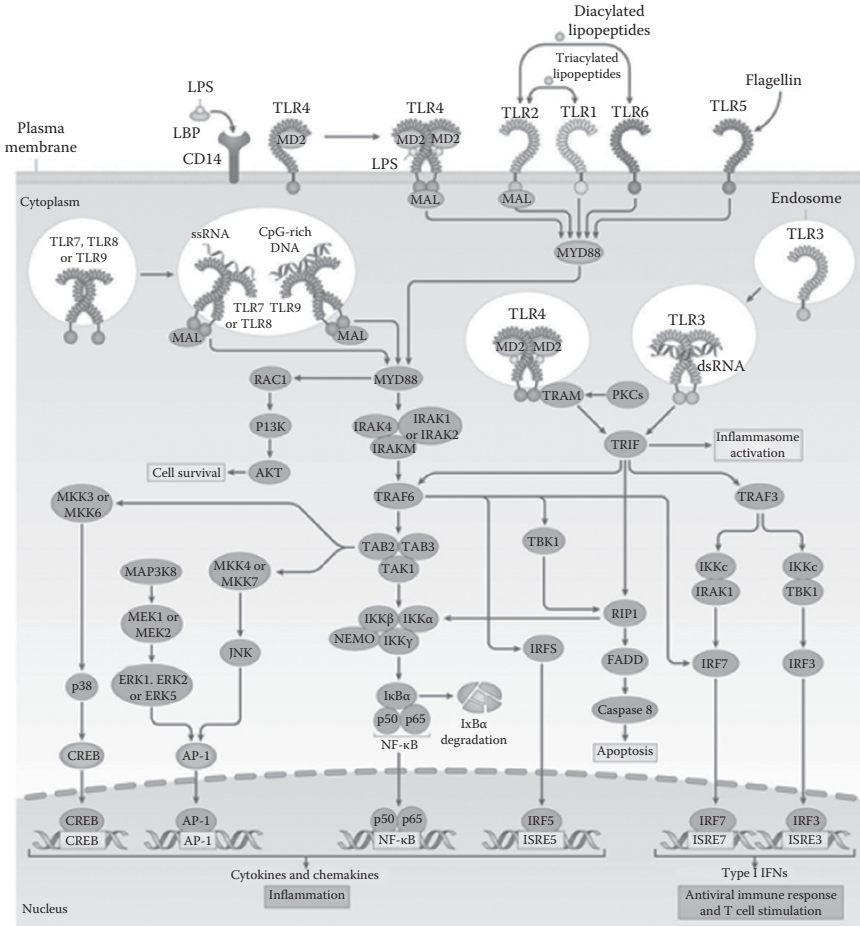 Diacylated
lipopeptides
Triacylated
lipopeptides
LPS
LBP
CD14
TLR4
MD2
TLR4
MD2 MD2
LPS
TLR2
TLR1
TLR6
TLR5
Flagellin
Plasma
membrane
Cytoplasm
MAL
MAL
MYD88
Endosome
TLR3
TLR7, TLR8
or TLR9
ssRNA
CpG-rich
DNA
TLR7 TLR9
or TLR8
MAL
MAL
TLR4
MD2 MD2
TLR3
dsRNA
TRAM
PKCs
RAC1
MYD88
P13K
IRAK4
IRAK1
or IRAK2
IRAKM
TRIF
Inflammasome
activation
Cell survival
AKT
MKK3 or
MKK6
TRAF6
TRAF3
TAB2 TAB3
TAK1
TBK1
MAP3K8
MKK4 or
MKK7
IKKc
IRAK1
IKKc
TBK1
MEK1 or
MEK2
IKKβ IKKα
NEMO IKKγ
RIP1
JNK
IRFS
FADD
IRF7
IRF3
p38
ERK1. ERK2
or ERK5
IκBα
p50 p65
NF-κB
IxBα
degradation
Caspase 8
CREB
AP-1
Apoptosis
CREB
CREB
AP-1
AP-1
p50 p65
NF-κB
IRF5
ISRE5
IRF7
ISRE7
IRF3
ISRE3
Cytokines and chemakines
Inflammation
Type I IFNs
Antiviral immune response
and T cell stimulation
Nucleus